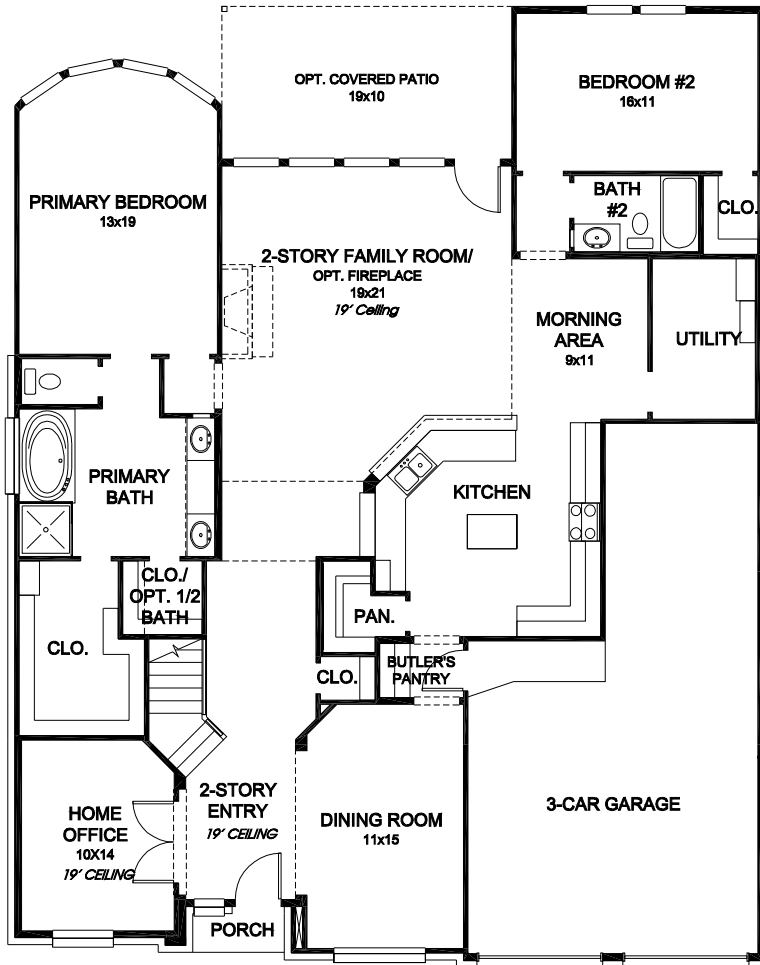 OPT. COVERED PATIO
19x10
BEDROOM #2
16x11
PRIMARY BEDROOM
13x19
BATH
#2
CLO.
2-STORY FAMILY ROOM/
OPT. FIREPLACE
19x21
19' Ceiling
MORNING
AREA
9x11
UTILITY
PRIMARY
BATH
KITCHEN
CLO./
OPT. 1/2
BATH
PAN.
CLO.
BUTLER'S
PANTRY
CLO.
2-STORY
ENTRY
19' CEILING
HOME
OFFICE
10X14
19' CEILING
DINING ROOM
11x15
3-CAR GARAGE
PORCH